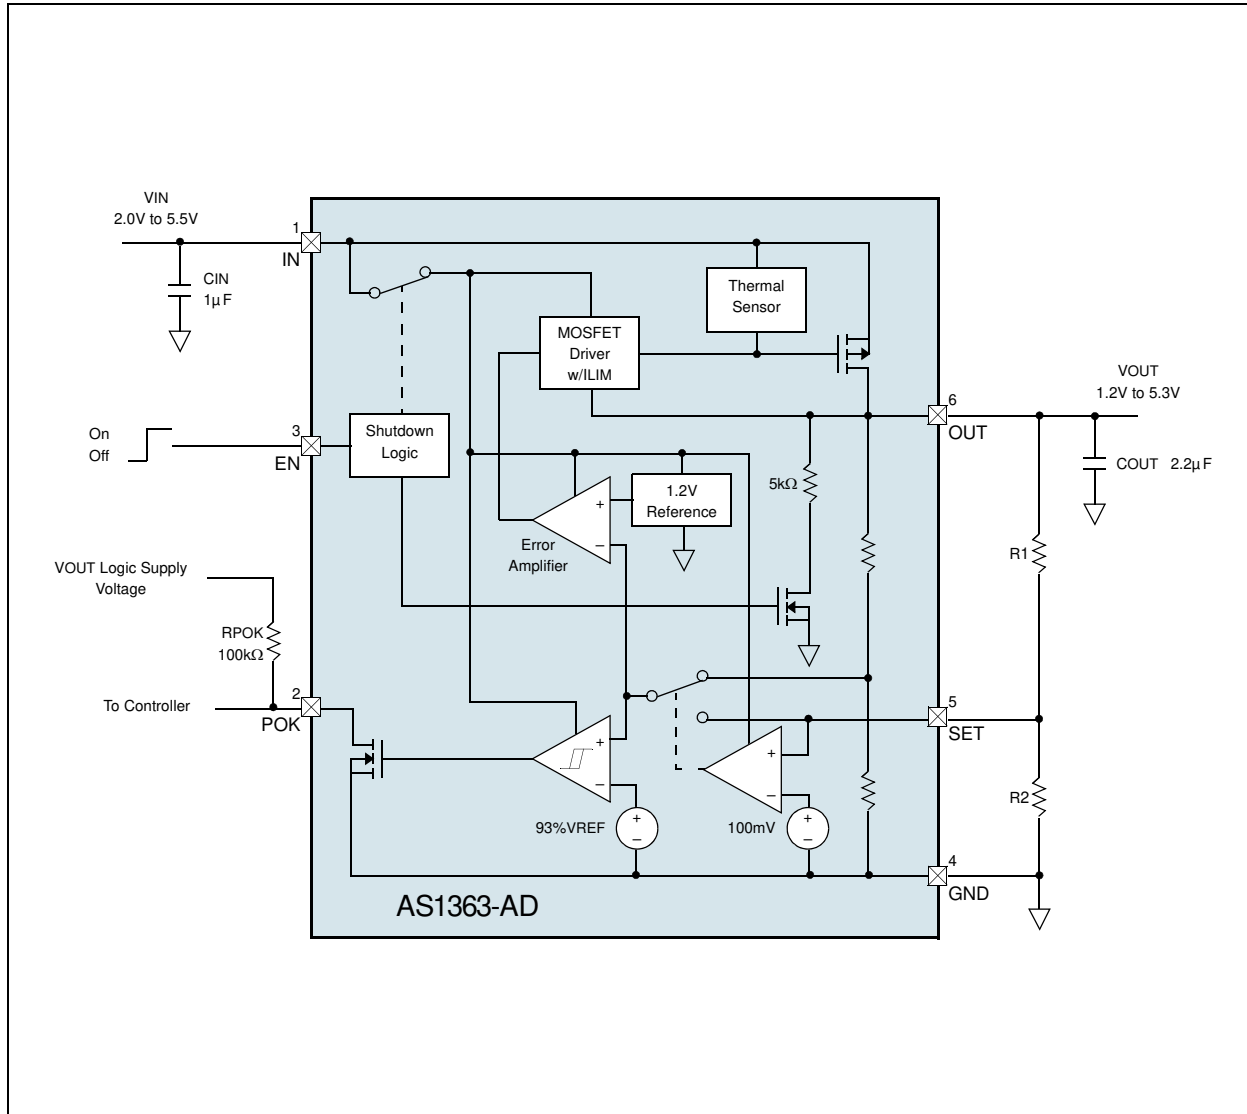 VIN
2.0V to 5.5V
1
IN
CIN
1µF
Thermal
Sensor
MOSFET
Driver
w/ILIM
VOUT
1.2V to 5.3V
6
OUT
COUT 2.2µF
On
Off
3
EN
Shutdown
Logic
+
−
Error
Amplifier
1.2V
Reference
5kΩ
R1
VOUT Logic Supply
Voltage
RPOK
100kΩ
To Controller
2
POK
5
SET
+
−
93%VREF
+
−
+
−
100mV
+
−
R2
4
GND
AS1363-AD